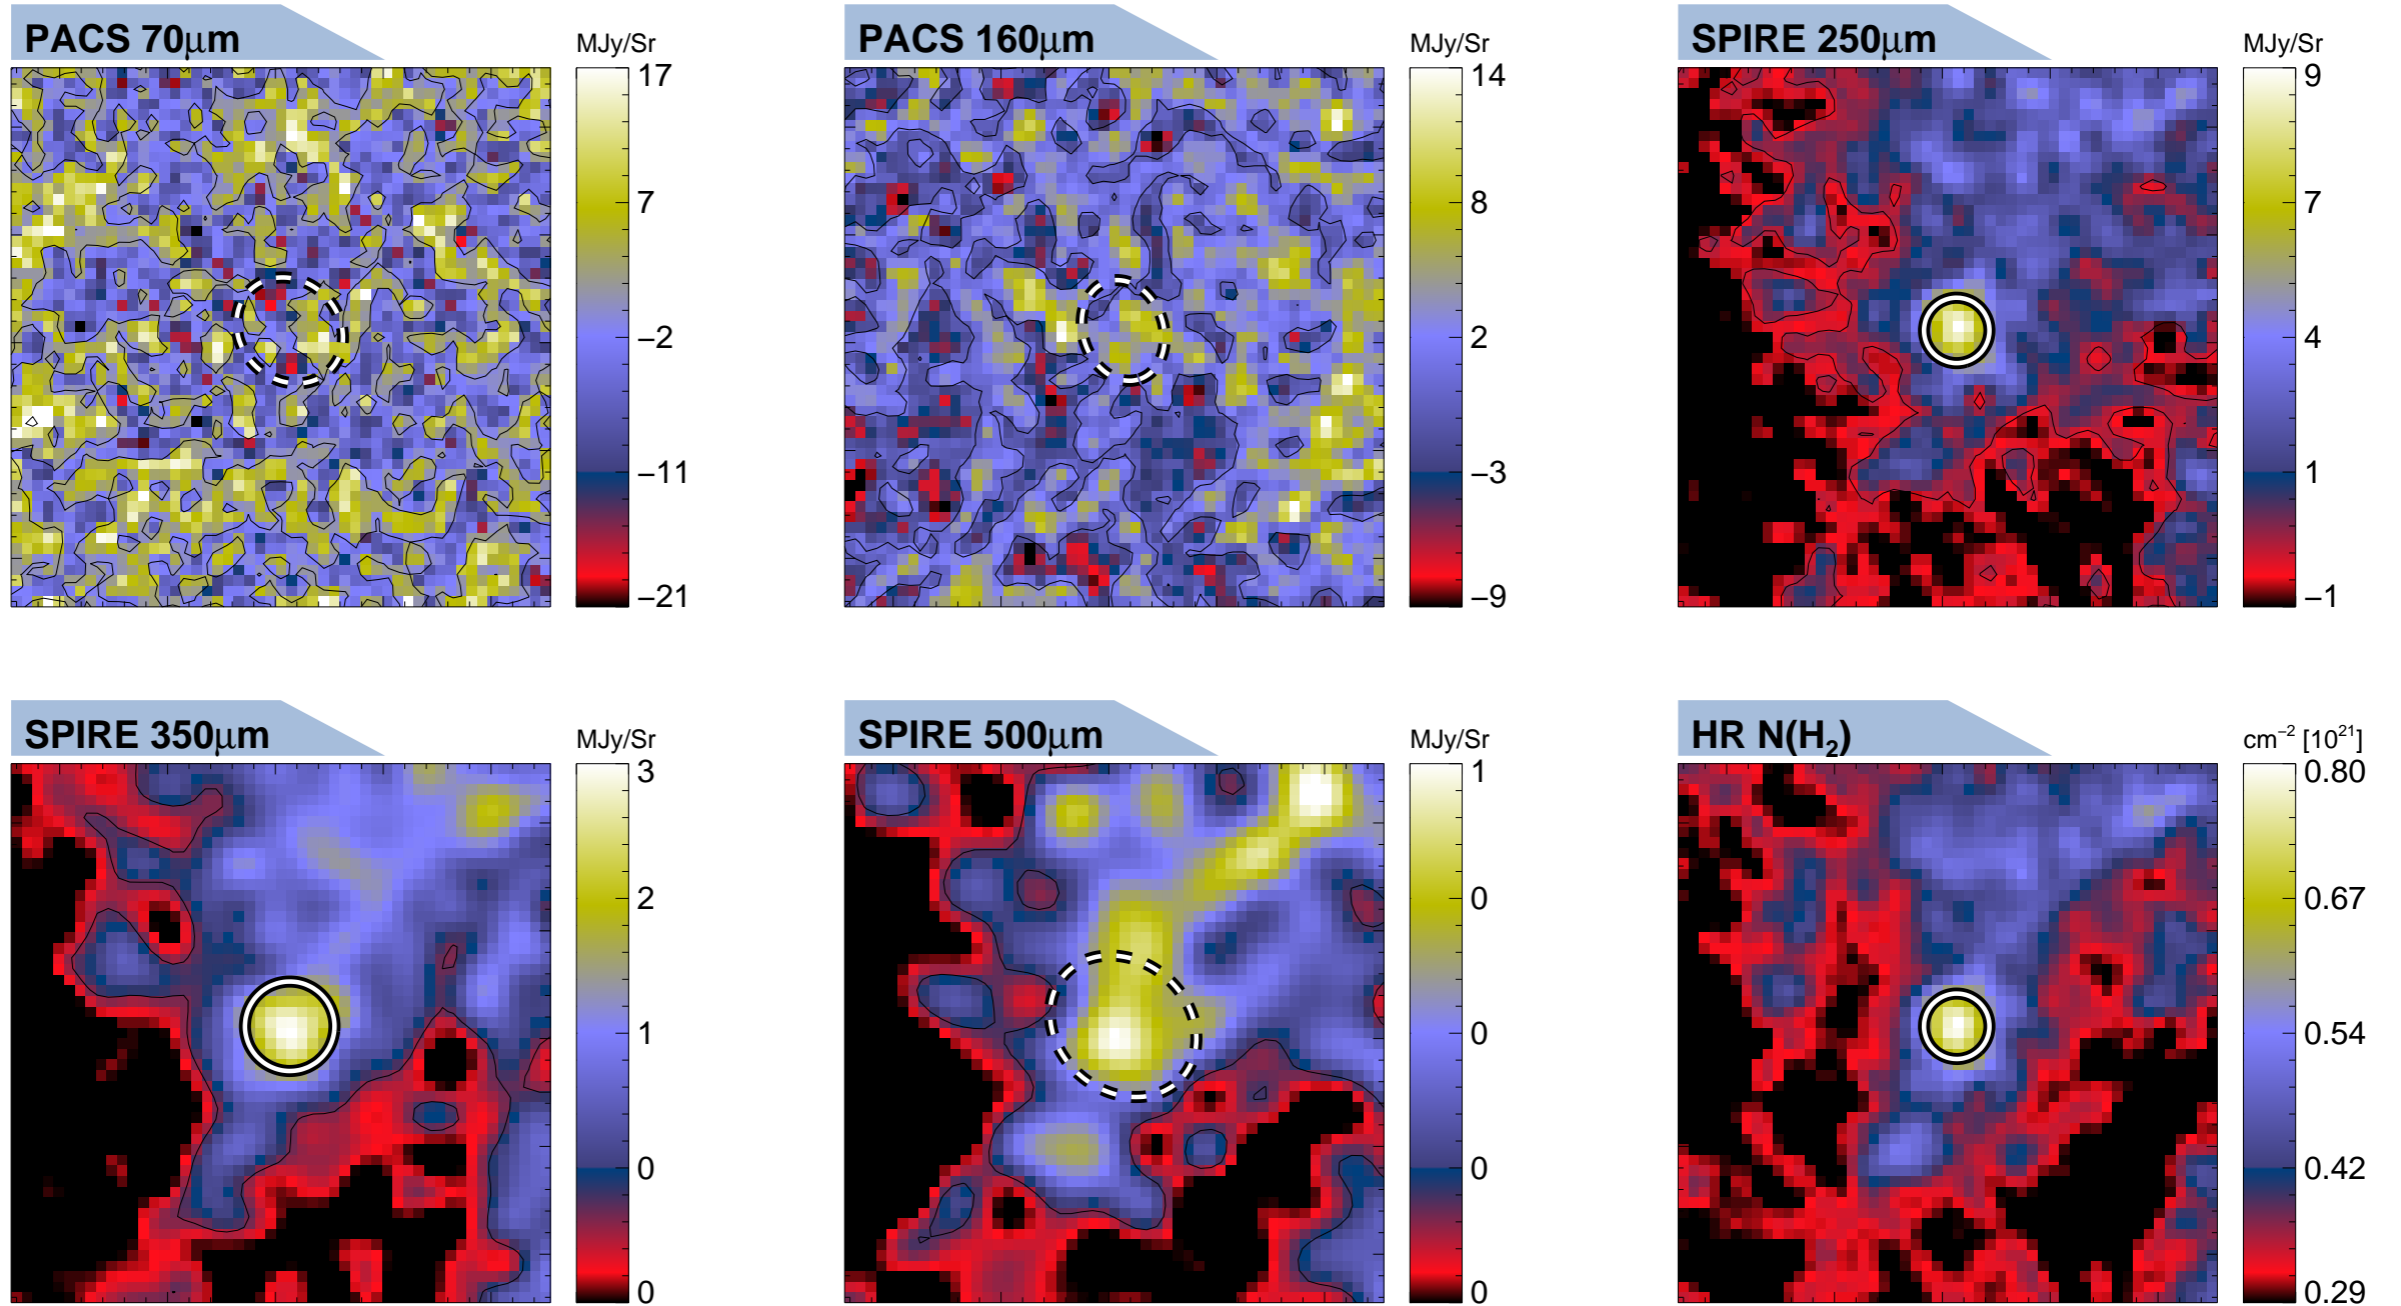 PACS 70μm
MJy/Sr
17
7
−2
−11
−21
PACS 160μm
MJy/Sr
14
8
2
−3
−9
SPIRE 250μm
MJy/Sr
9
7
4
1
−1
SPIRE 350μm
MJy/Sr
3
2
1
0
0
SPIRE 500μm
MJy/Sr
1
0
0
0
0
HR N(H₂)
cm⁻² [10²¹]
0.80
0.67
0.54
0.42
0.29